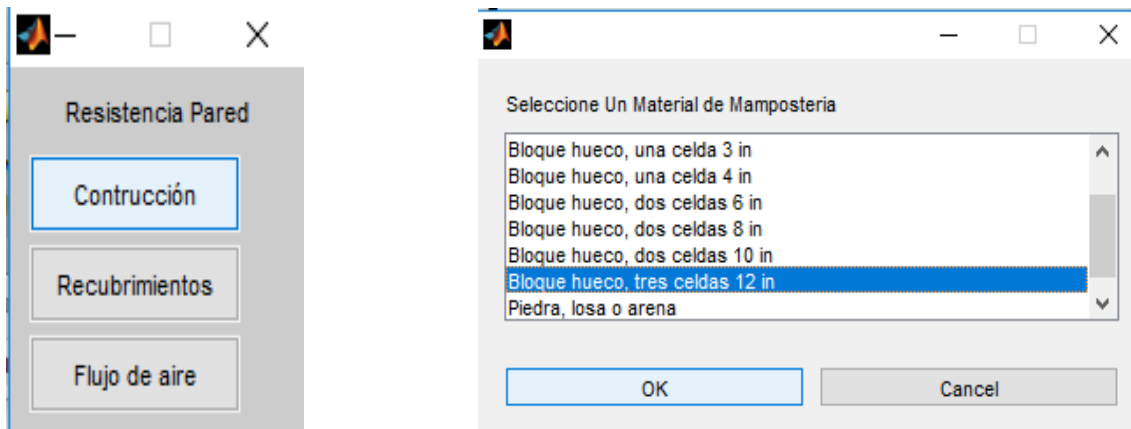 Resistencia Pared
Contrucción
Recubrimientos
Flujo de aire
Seleccione Un Material de Mamposteria
Bloque hueco, una celda 3 in
Bloque hueco, una celda 4 in
Bloque hueco, dos celdas 6 in
Bloque hueco, dos celdas 8 in
Bloque hueco, dos celdas 10 in
Bloque hueco, tres celdas 12 in
Piedra, losa o arena
OK
Cancel